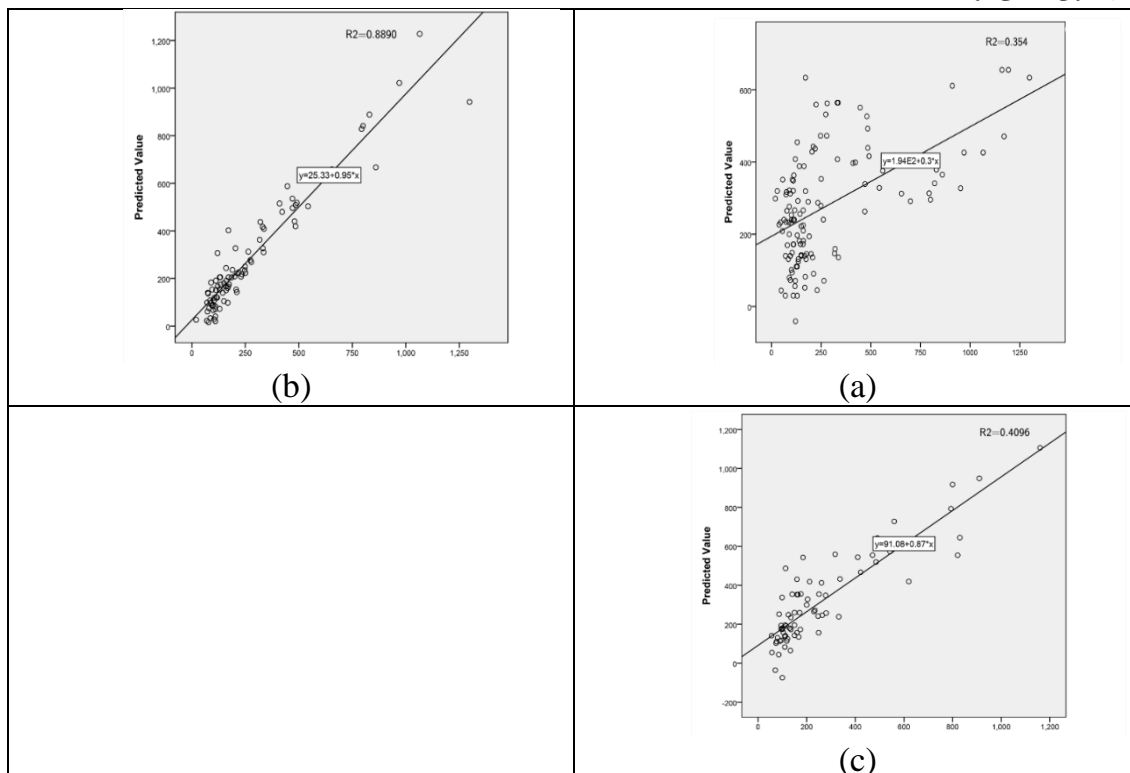 R2=0.8890
1,200
1,000
800
600
400
200
0
Predicted Value
y=25.33+0.95*x
0 250 500 750 1,000 1,250
(b)
R2=0.354
600
400
200
0
Predicted Value
y=1.94E2+0.3*x
0 250 500 750 1000 1250
(a)
R2=0.4096
1,200
1,000
800
600
400
200
0
-200
Predicted Value
y=91.08+0.87*x
0 200 400 600 800 1,000 1,200
(c)